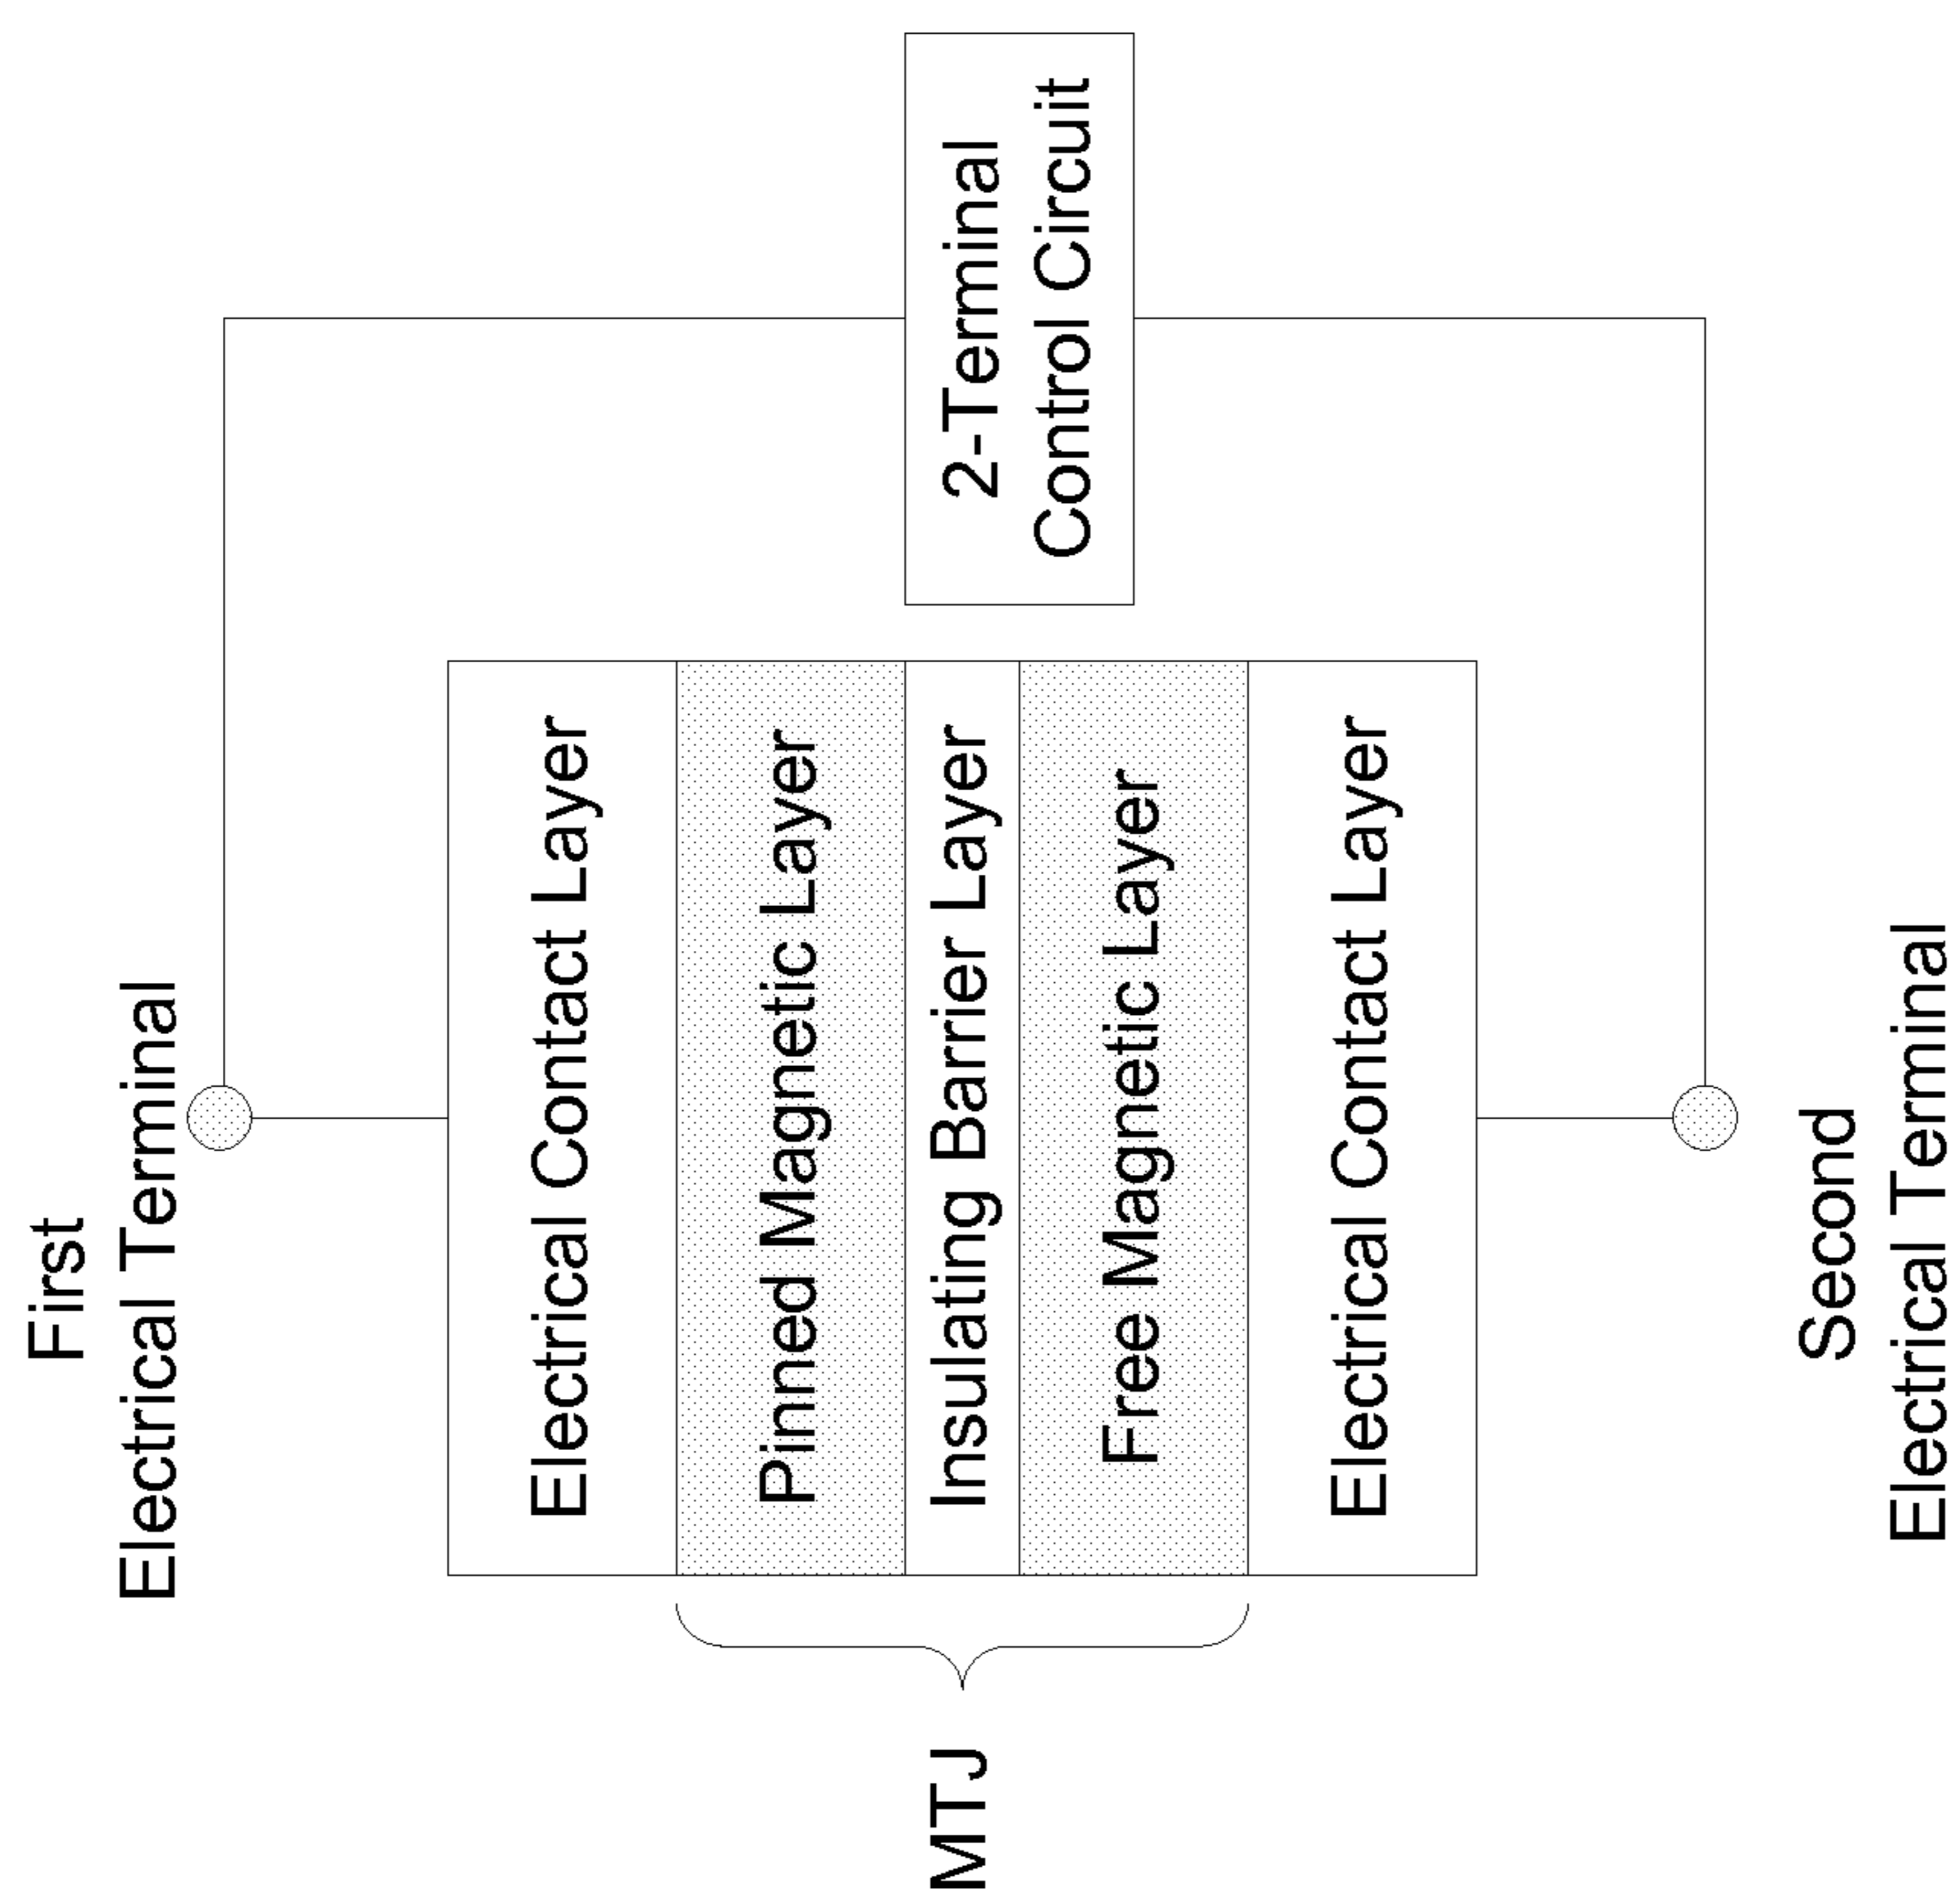 First
Electrical Terminal
Electrical Contact Layer
Pinned Magnetic Layer
Insulating Barrier Layer
Free Magnetic Layer
Electrical Contact Layer
MTJ
2-Terminal
Control Circuit
Second
Electrical Terminal